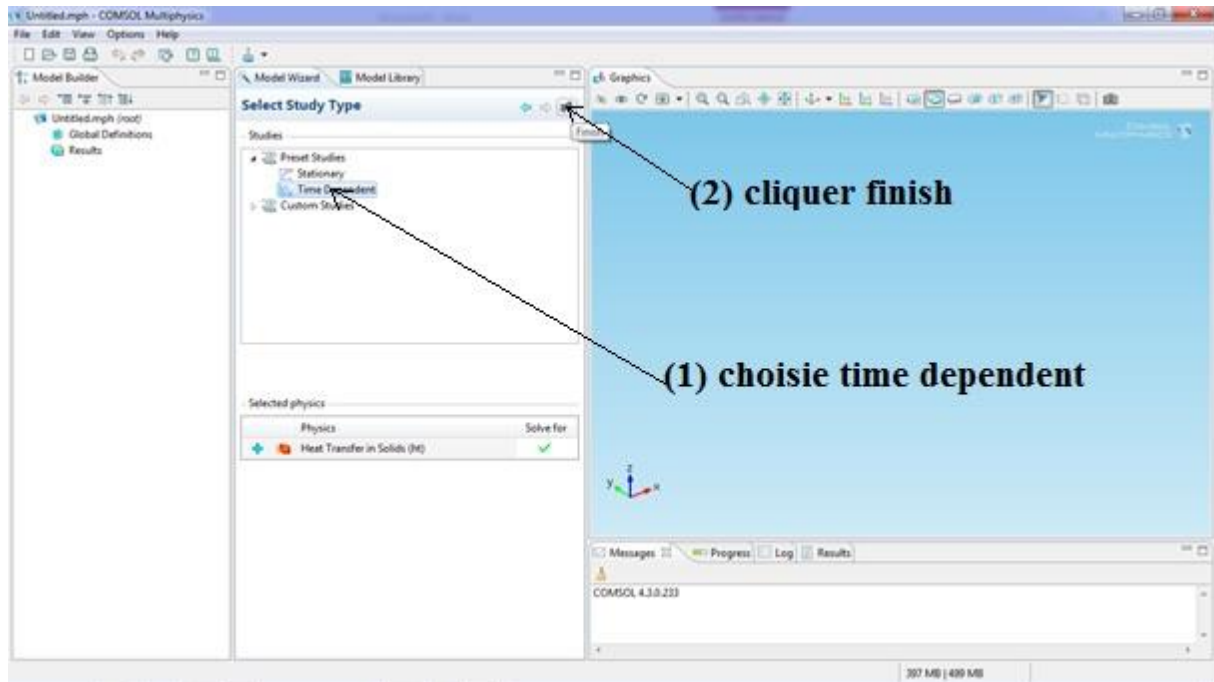 Untitled.mph - COMSOL Multiphysics
File Edit View Options Help
Model Builder
Model Wizard
Model Library
Graphics
Untitled.mph (root)
Global Definitions
Results
Select Study Type
Finish
Studies
Preset Studies
Stationary
Time Dependent
Custom Studies
(2) cliquer finish
(1) choisie time dependent
Selected physics
Physics
Solve for
Heat Transfer in Solids (ht)
z
y
x
Messages
Progress
Log
Results
COMSOL 4.3.0.233
397 MB | 499 MB